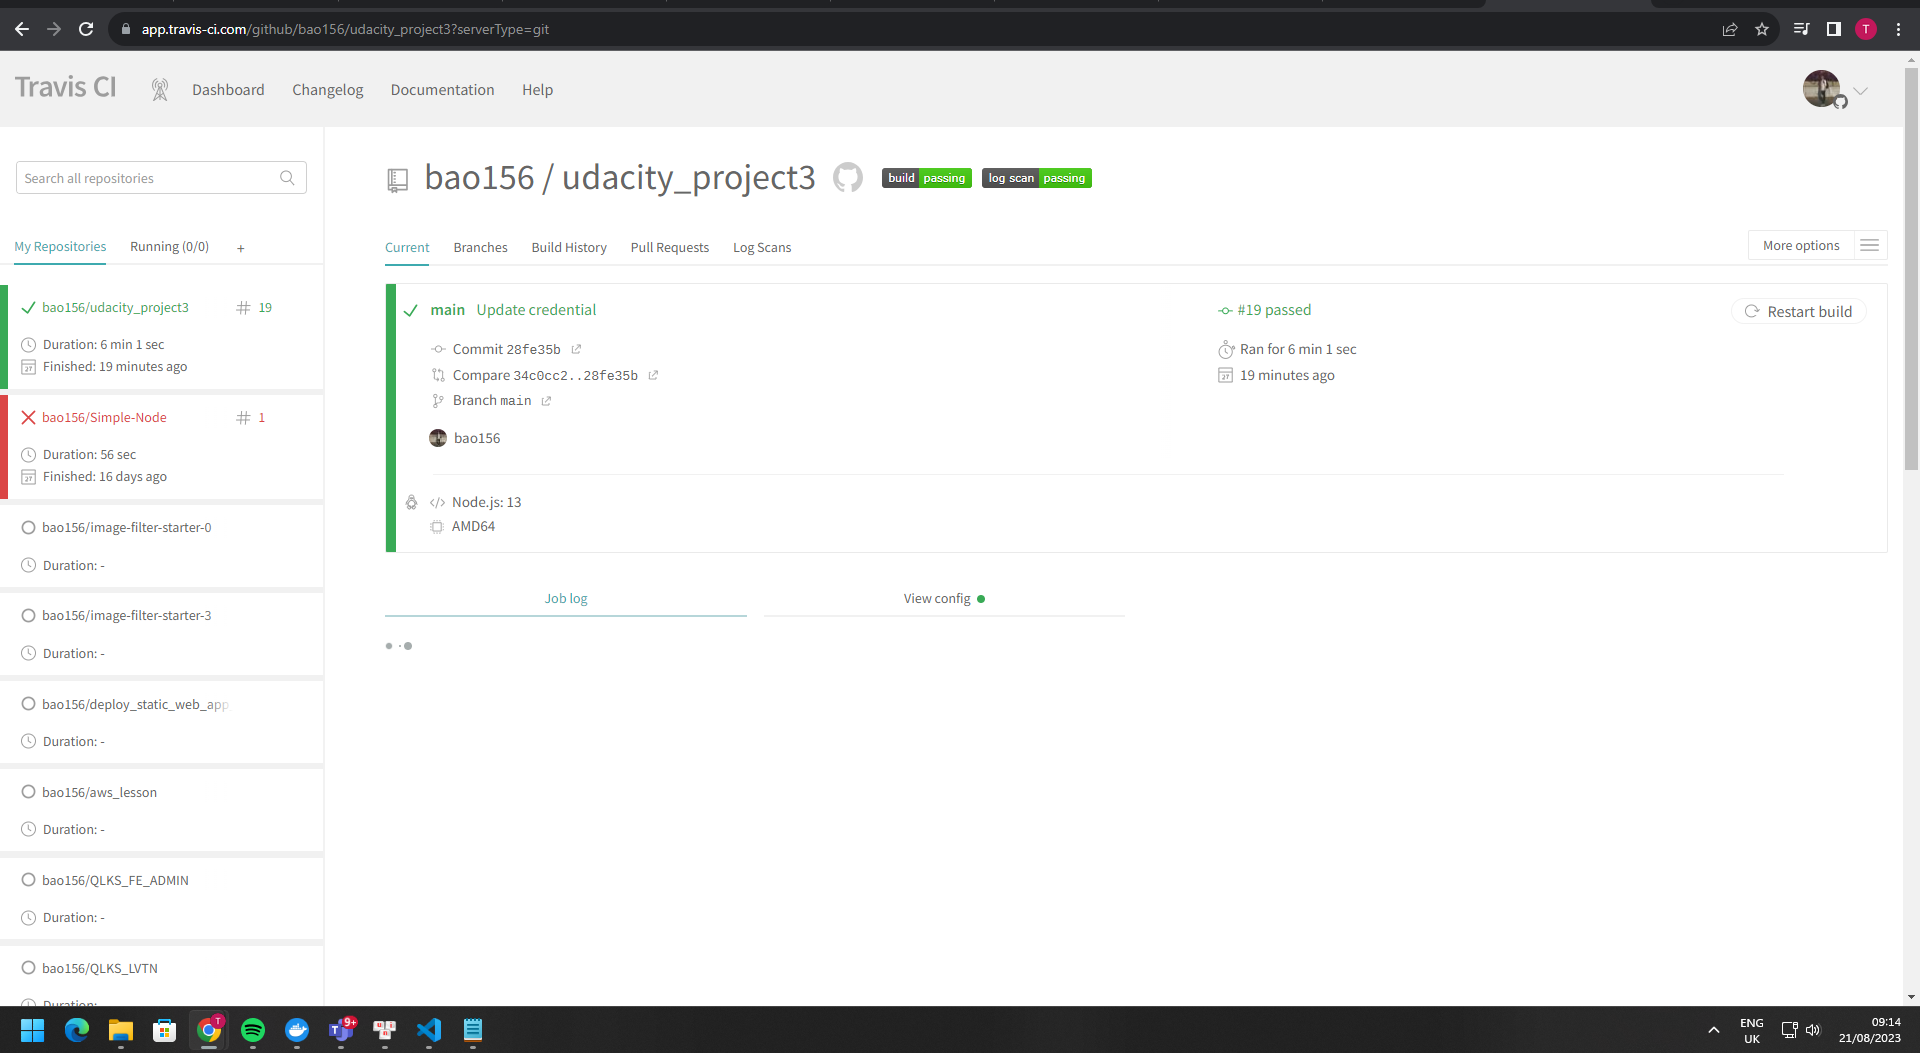 app.travis-ci.com/github/bao156/udacity_project3?serverType=git
T
Travis CI
Dashboard
Changelog
Documentation
Help
Search all repositories
My Repositories
Running (0/0)
+
bao156/udacity_project3
# 19
Duration: 6 min 1 sec
Finished: 19 minutes ago
bao156/Simple-Node
# 1
Duration: 56 sec
Finished: 16 days ago
bao156/image-filter-starter-0
Duration: -
bao156/image-filter-starter-3
Duration: -
bao156/deploy_static_web_app
Duration: -
bao156/aws_lesson
Duration: -
bao156/QLKS_FE_ADMIN
Duration: -
bao156/QLKS_LVTN
Duration: -
bao156 / udacity_project3
build passing
log scan passing
Current
Branches
Build History
Pull Requests
Log Scans
More options
main Update credential
Commit 28fe35b
Compare 34c0cc2..28fe35b
Branch main
bao156
#19 passed
Ran for 6 min 1 sec
19 minutes ago
Restart build
Node.js: 13
AMD64
Job log
View config
T
9+
ENG
UK
09:14
21/08/2023